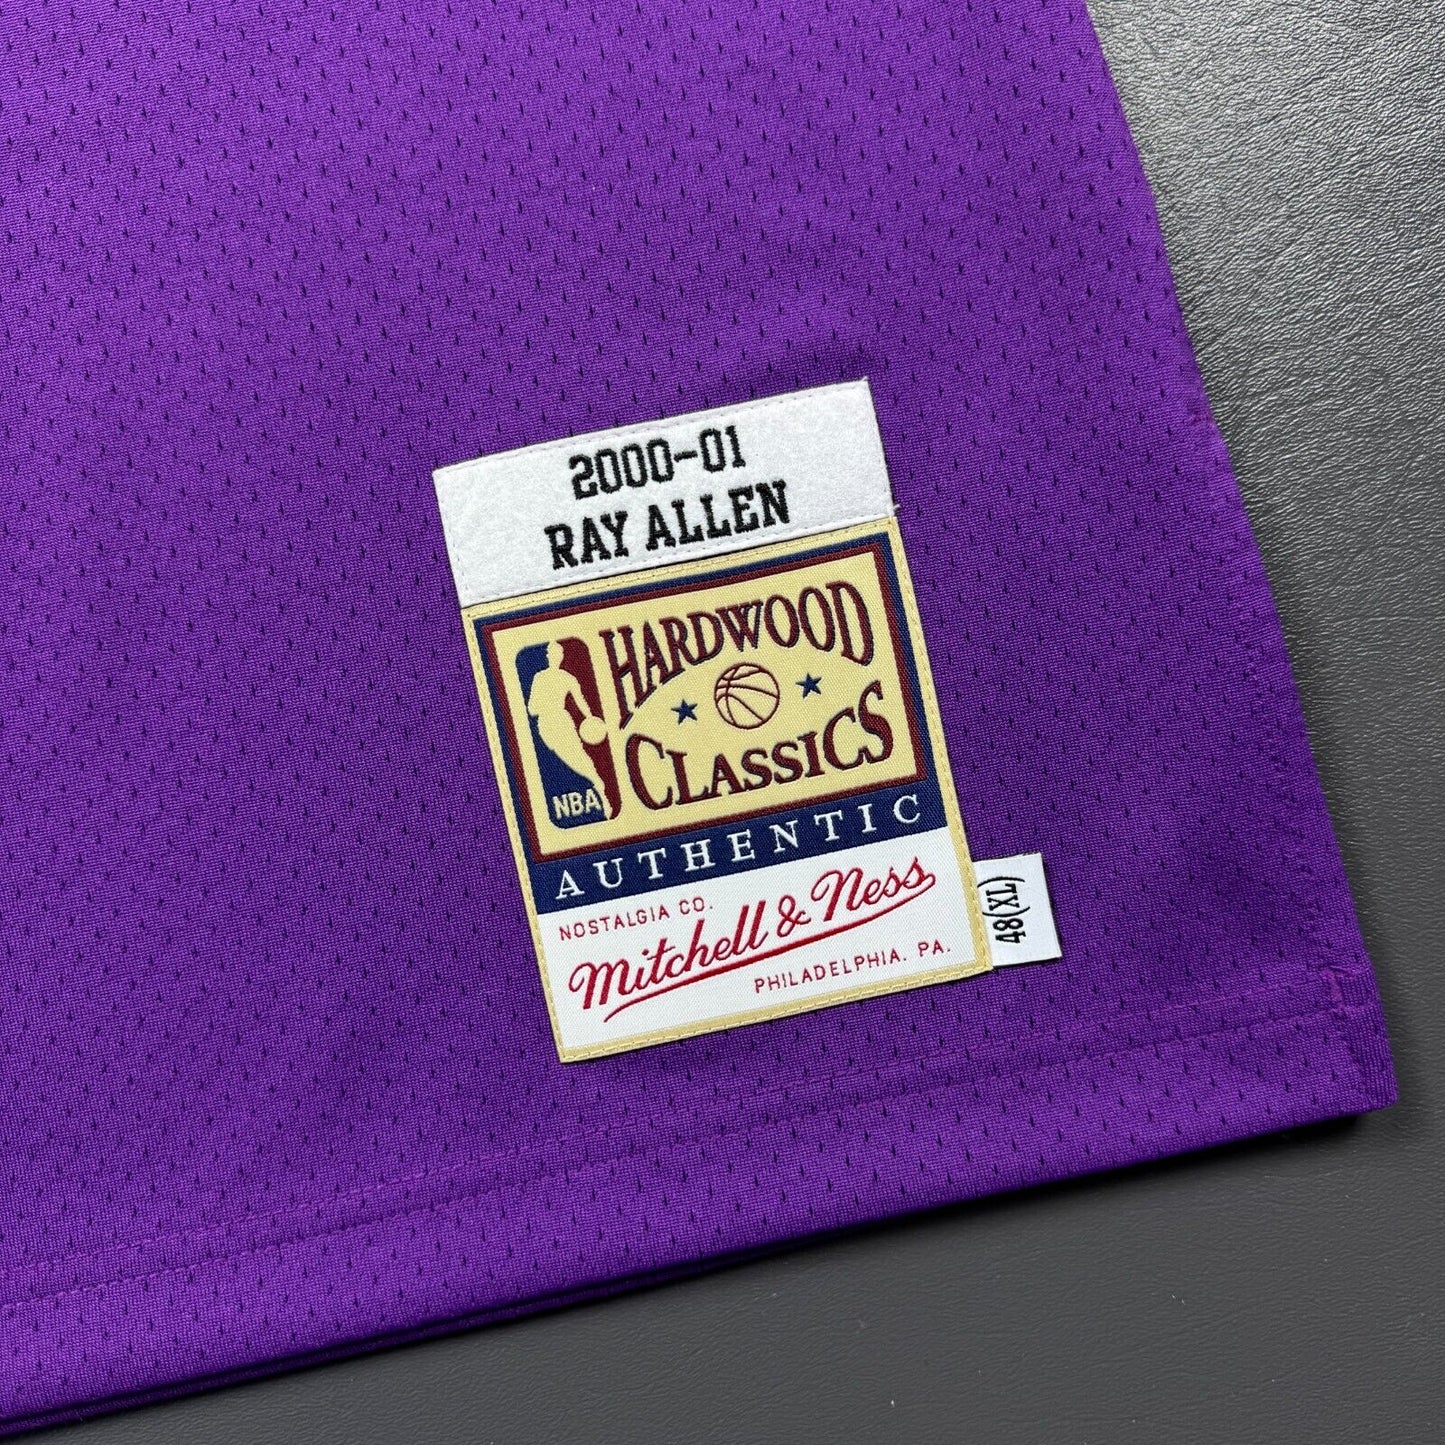 2000-01
RAY ALLEN
HARDWOOD
CLASSICS
NBA
AUTHENTIC
NOSTALGIA CO.
Mitchell & Ness
PHILADELPHIA, PA.
48(XL)